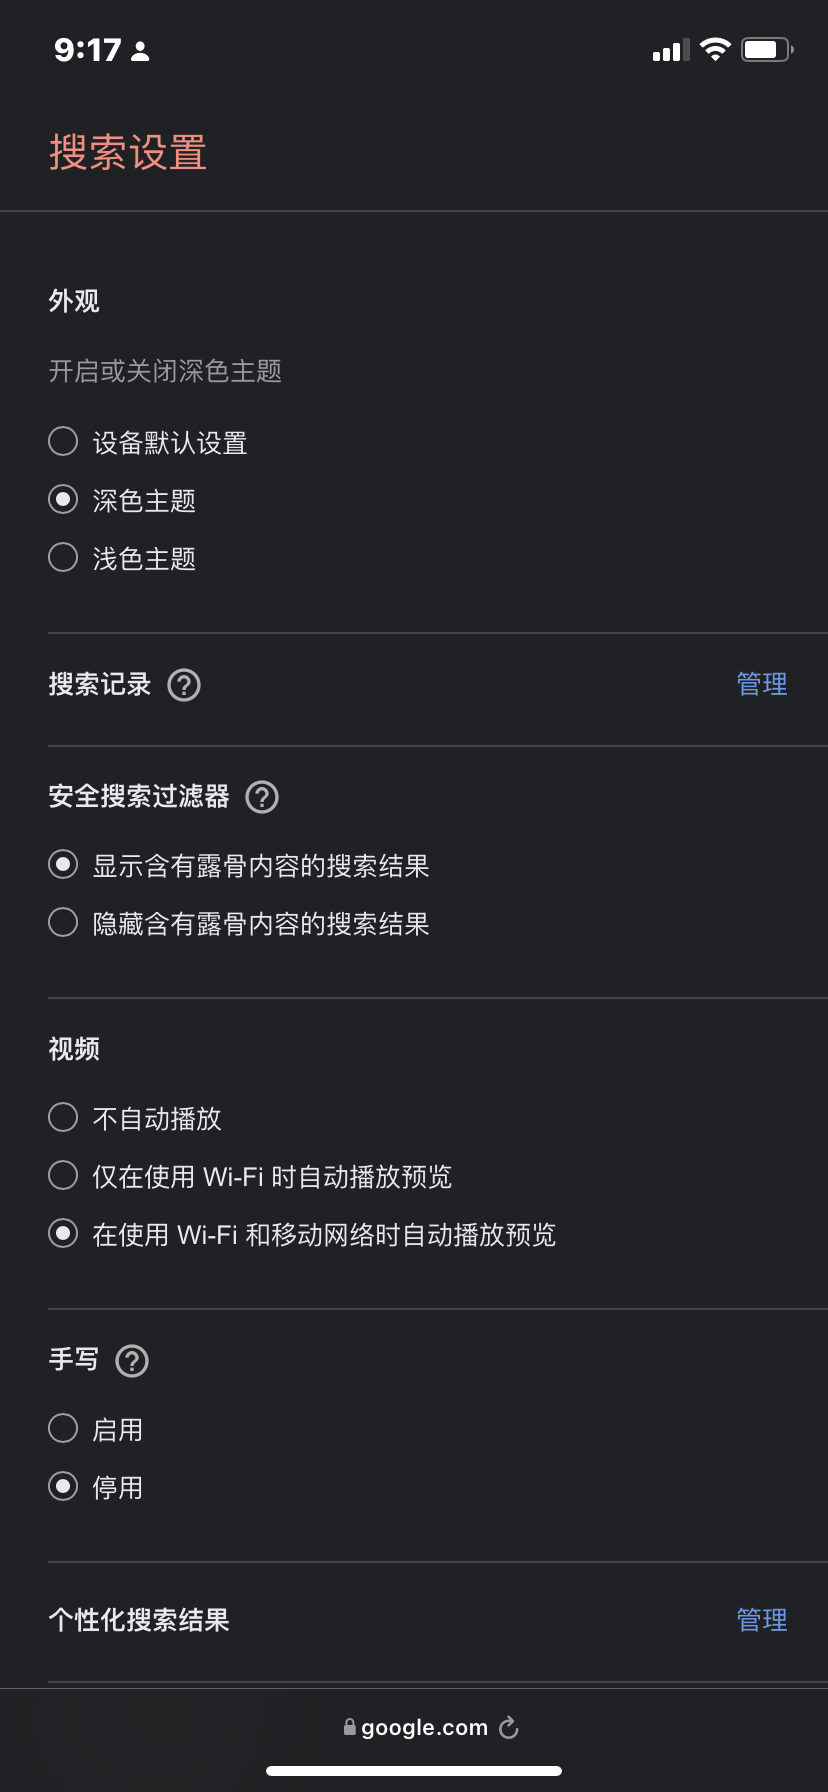 9:17
搜索设置
外观
开启或关闭深色主题
设备默认设置
深色主题
浅色主题
搜索记录 ?
管理
安全搜索过滤器 ?
显示含有露骨内容的搜索结果
隐藏含有露骨内容的搜索结果
视频
不自动播放
仅在使用 Wi-Fi 时自动播放预览
在使用 Wi-Fi 和移动网络时自动播放预览
手写 ?
启用
停用
个性化搜索结果
管理
google.com